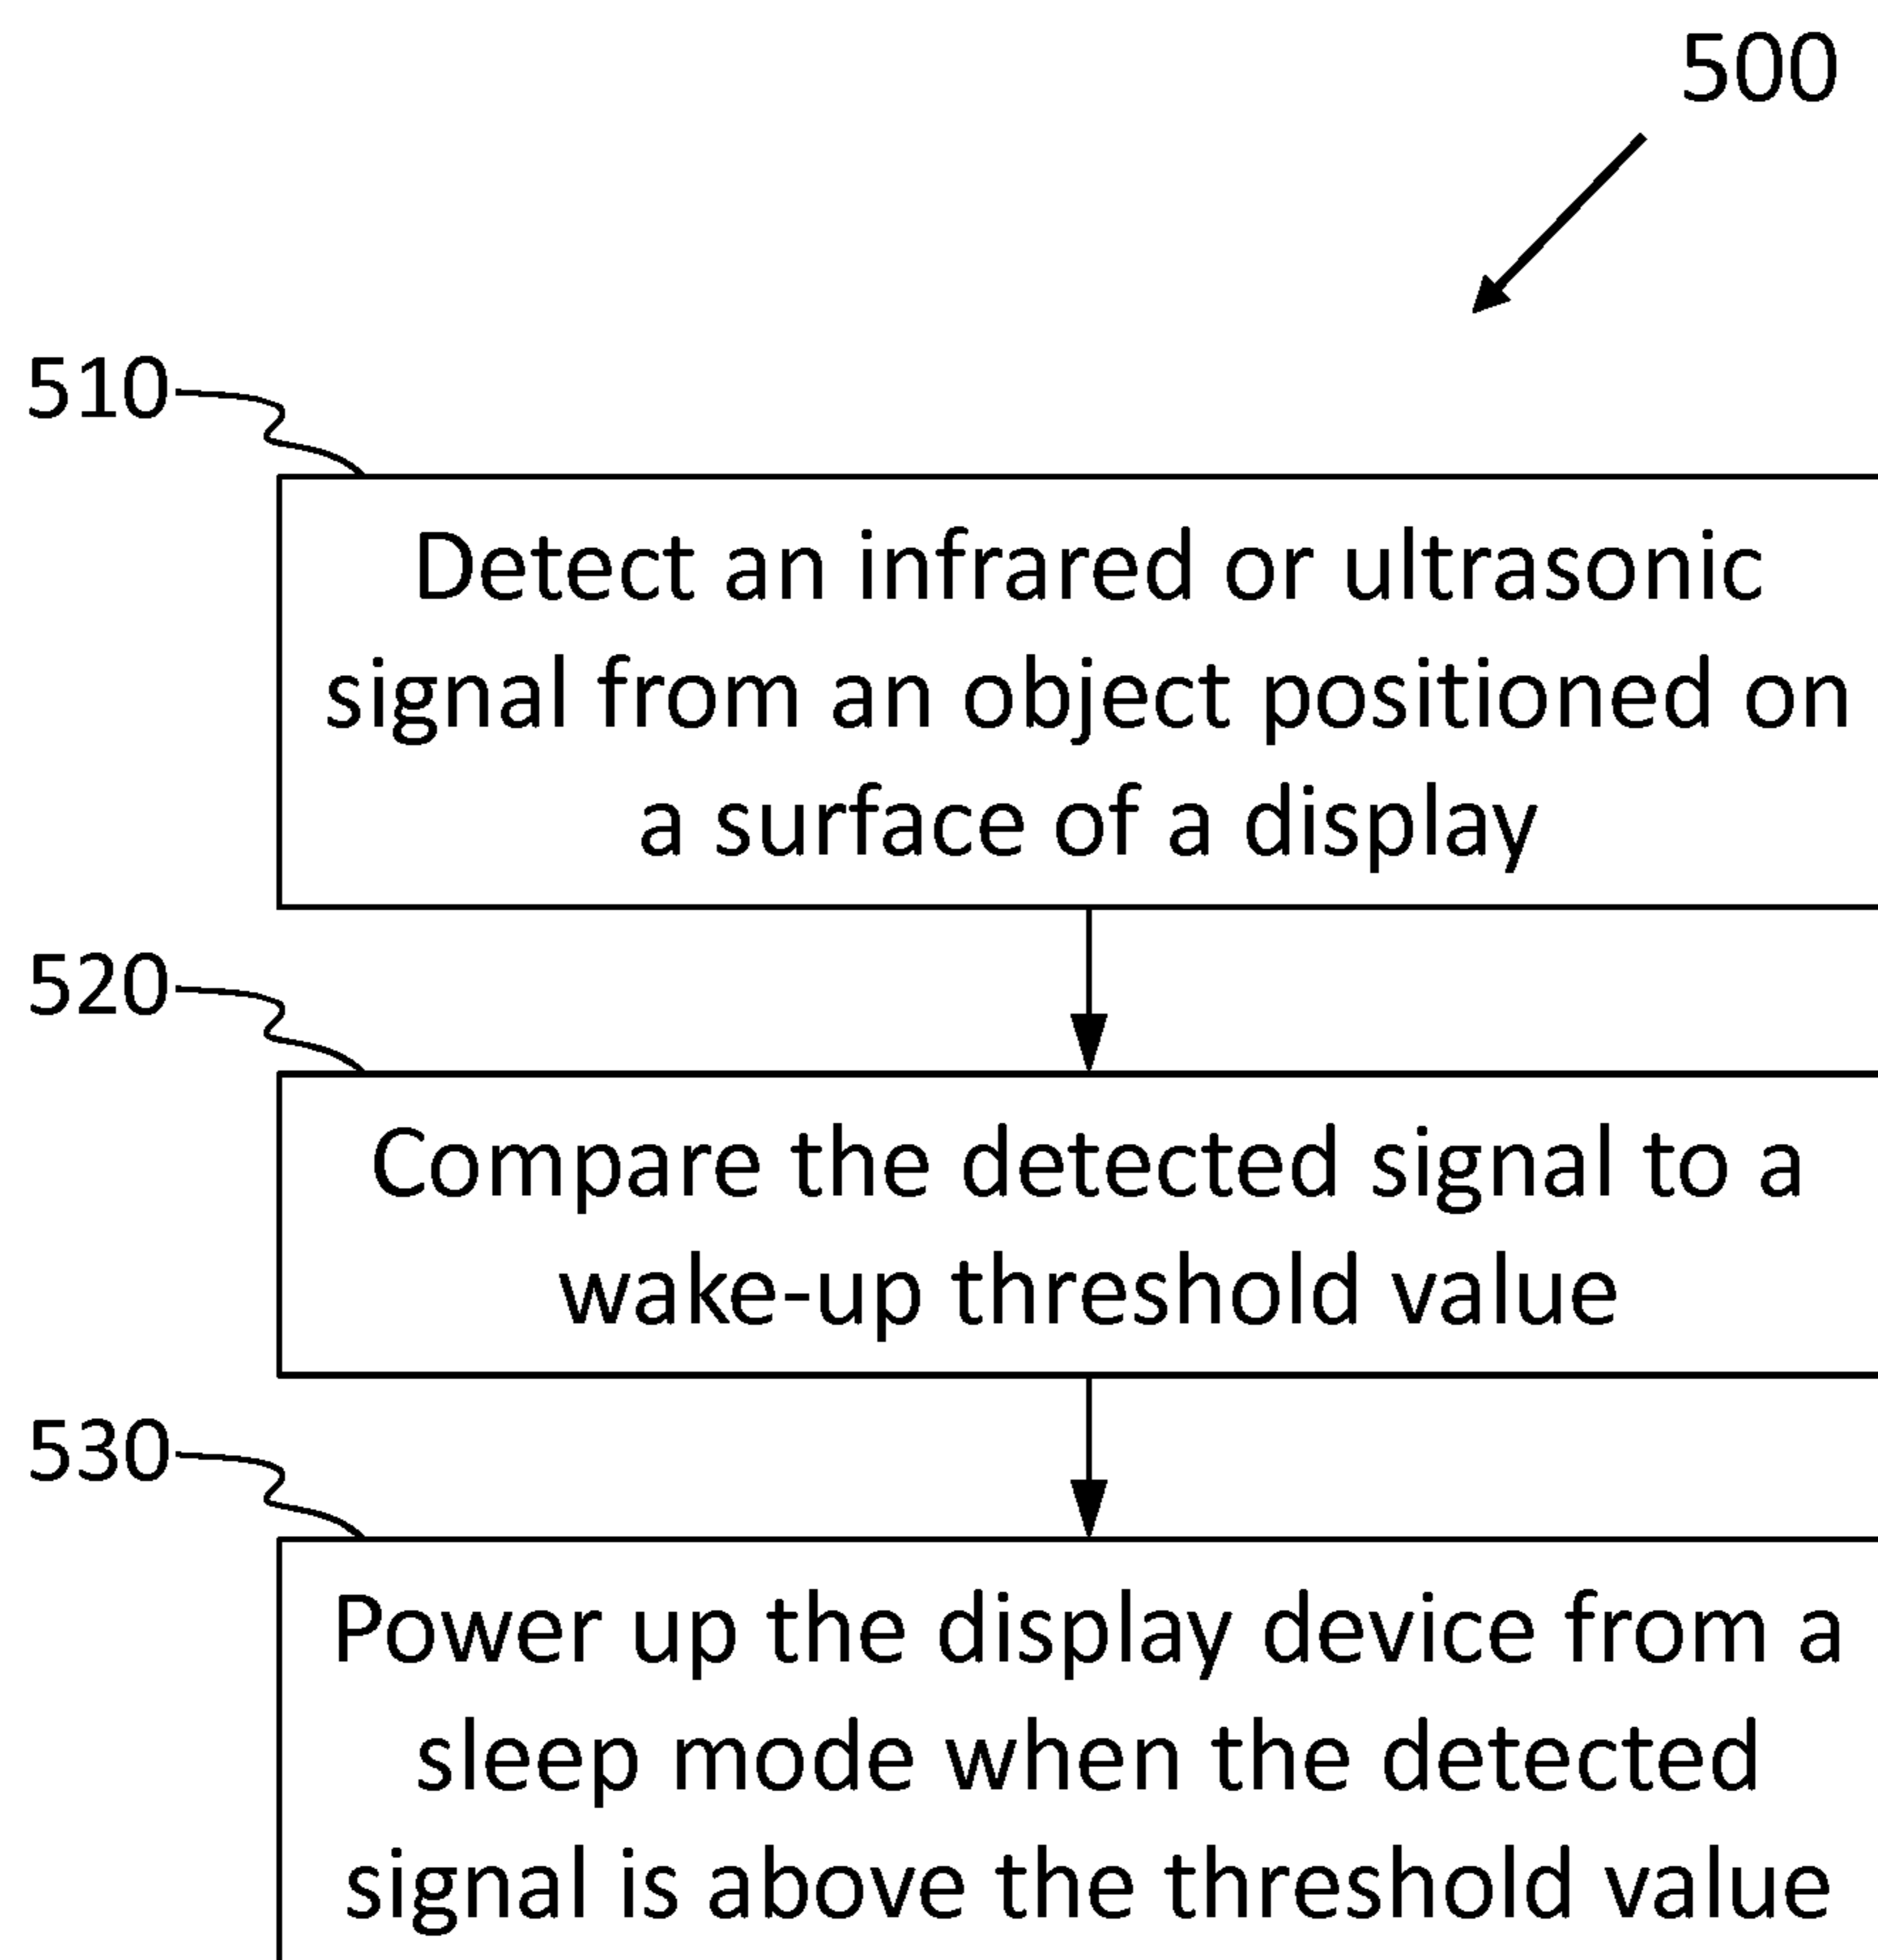 500
510
Detect an infrared or ultrasonic
signal from an object positioned on
a surface of a display
520
Compare the detected signal to a
wake-up threshold value
530
Power up the display device from a
sleep mode when the detected
signal is above the threshold value